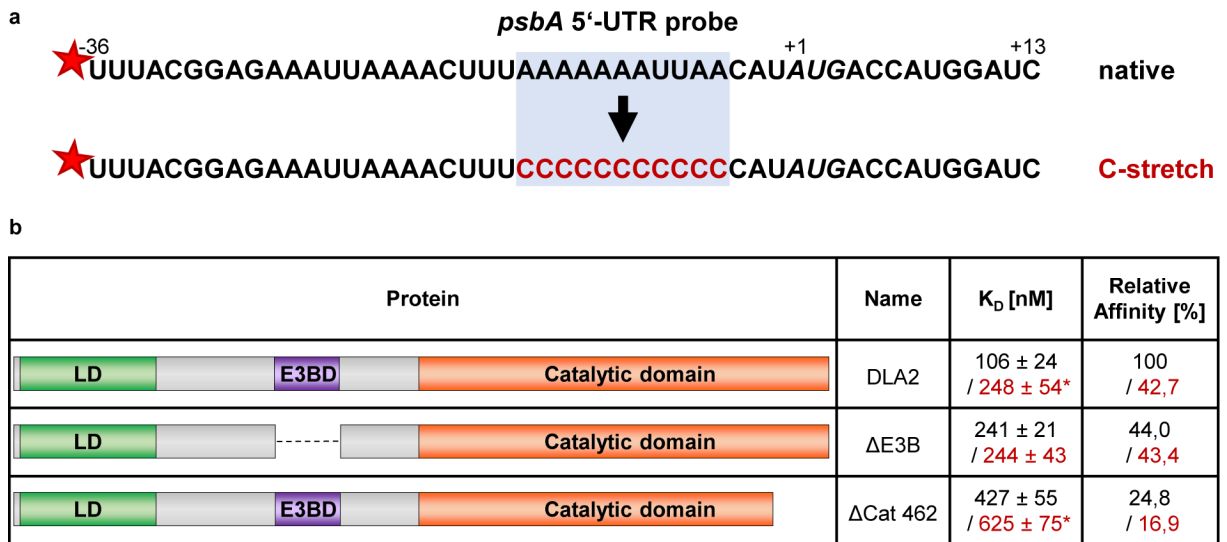 a
psbA 5‘-UTR probe
-36 +1 +13
UUUACGGAGAAAUUAAAACUUUAAAAAAAUUAACAUAUGACCAUGGAUC native
UUUACGGAGAAAUUAAAACUUUCCCCCCCCCCCCAUAUGACCAUGGAUC C-stretch
b
Protein Name K_D [nM] Relative Affinity [%]
LD E3BD Catalytic domain DLA2 106 ± 24 100
/ 248 ± 54* / 42,7
LD Catalytic domain ΔE3B 241 ± 21 44,0
/ 244 ± 43 / 43,4
LD E3BD Catalytic domain ΔCat 462 427 ± 55 24,8
/ 625 ± 75* / 16,9